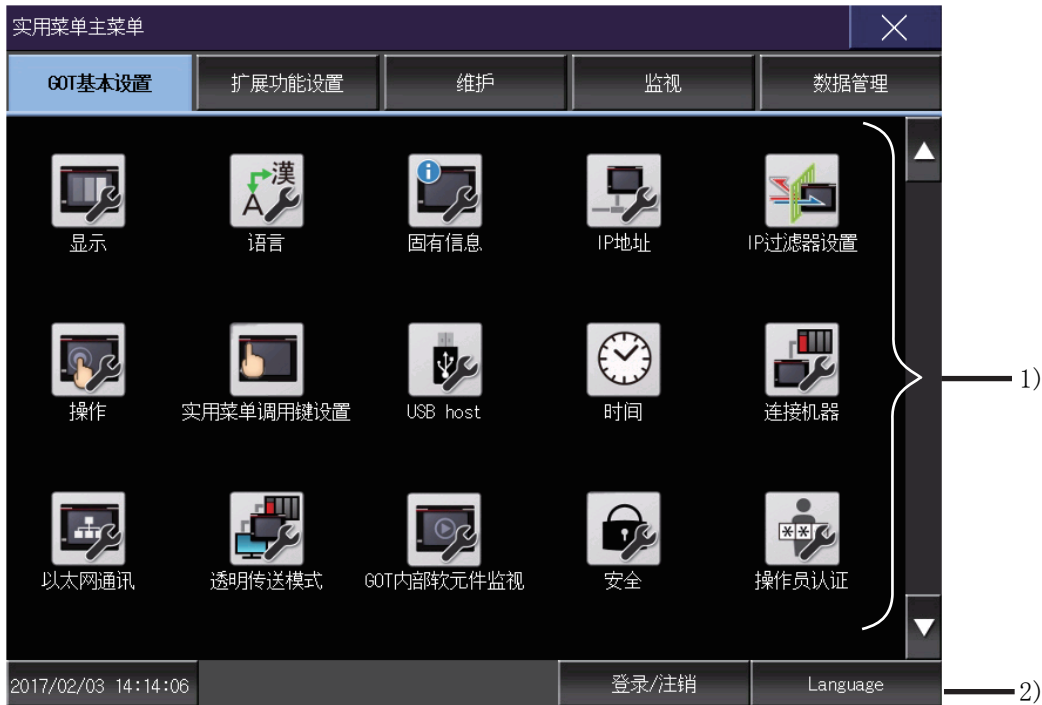 实用菜单主菜单
GOT基本设置 扩展功能设置 维护 监视 数据管理
显示 语言 固有信息 IP地址 IP过滤器设置
操作 实用菜单调用键设置 USB host 时间 连接机器
1)
以太网通讯 透明传送模式 GOT内部软元件监视 安全 操作员认证
2017/02/03 14:14:06 登录/注销 Language
2)